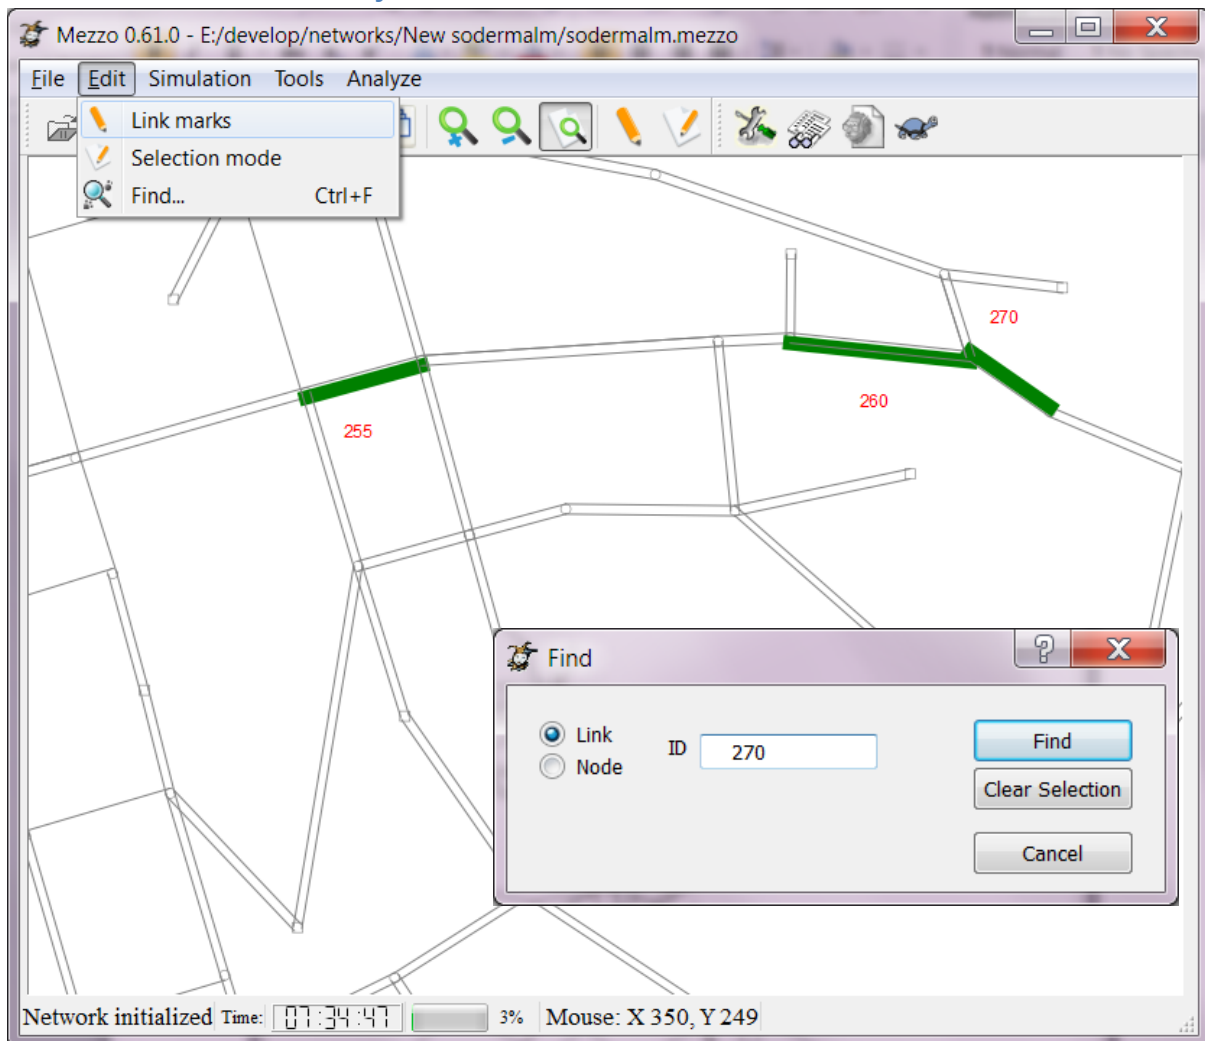 Mezzo 0.61.0 - E:/develop/networks/New sodermalm/sodermalm.mezzo
File Edit Simulation Tools Analyze
Link marks
Selection mode
Find... Ctrl+F
270
260
255
Find
Link
Node
ID 270
Find
Clear Selection
Cancel
Network initialized Time: 07:34:47 3% Mouse: X 350, Y 249